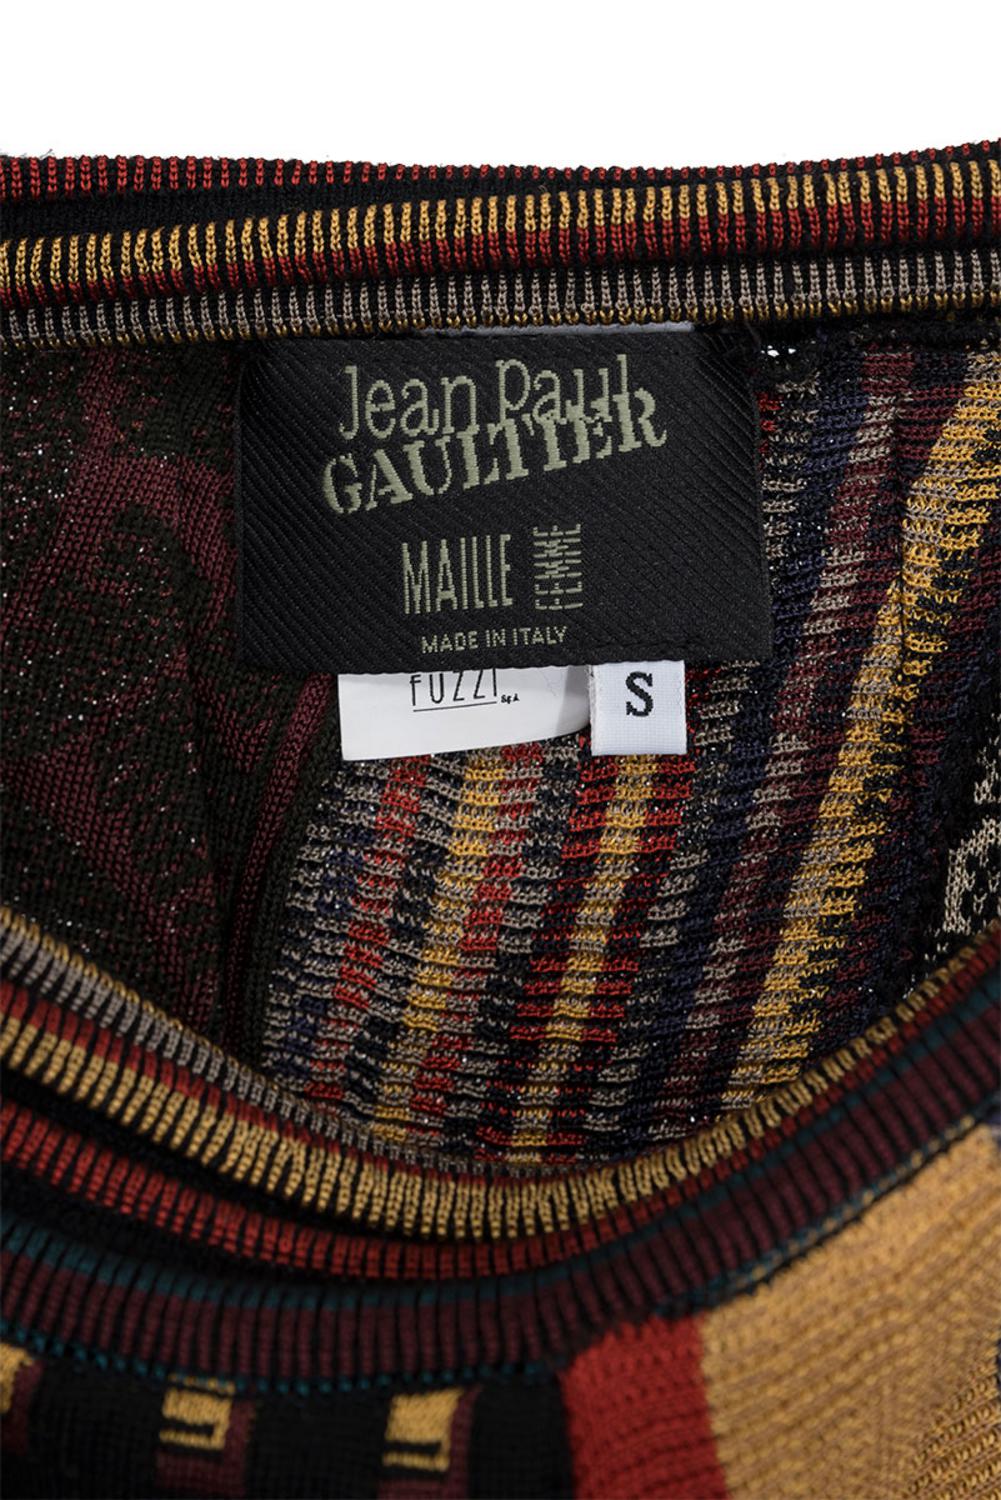 Jean Paul
GAULTIER
MAILLE FEMME
MADE IN ITALY
FUZZI S.p.A.
S